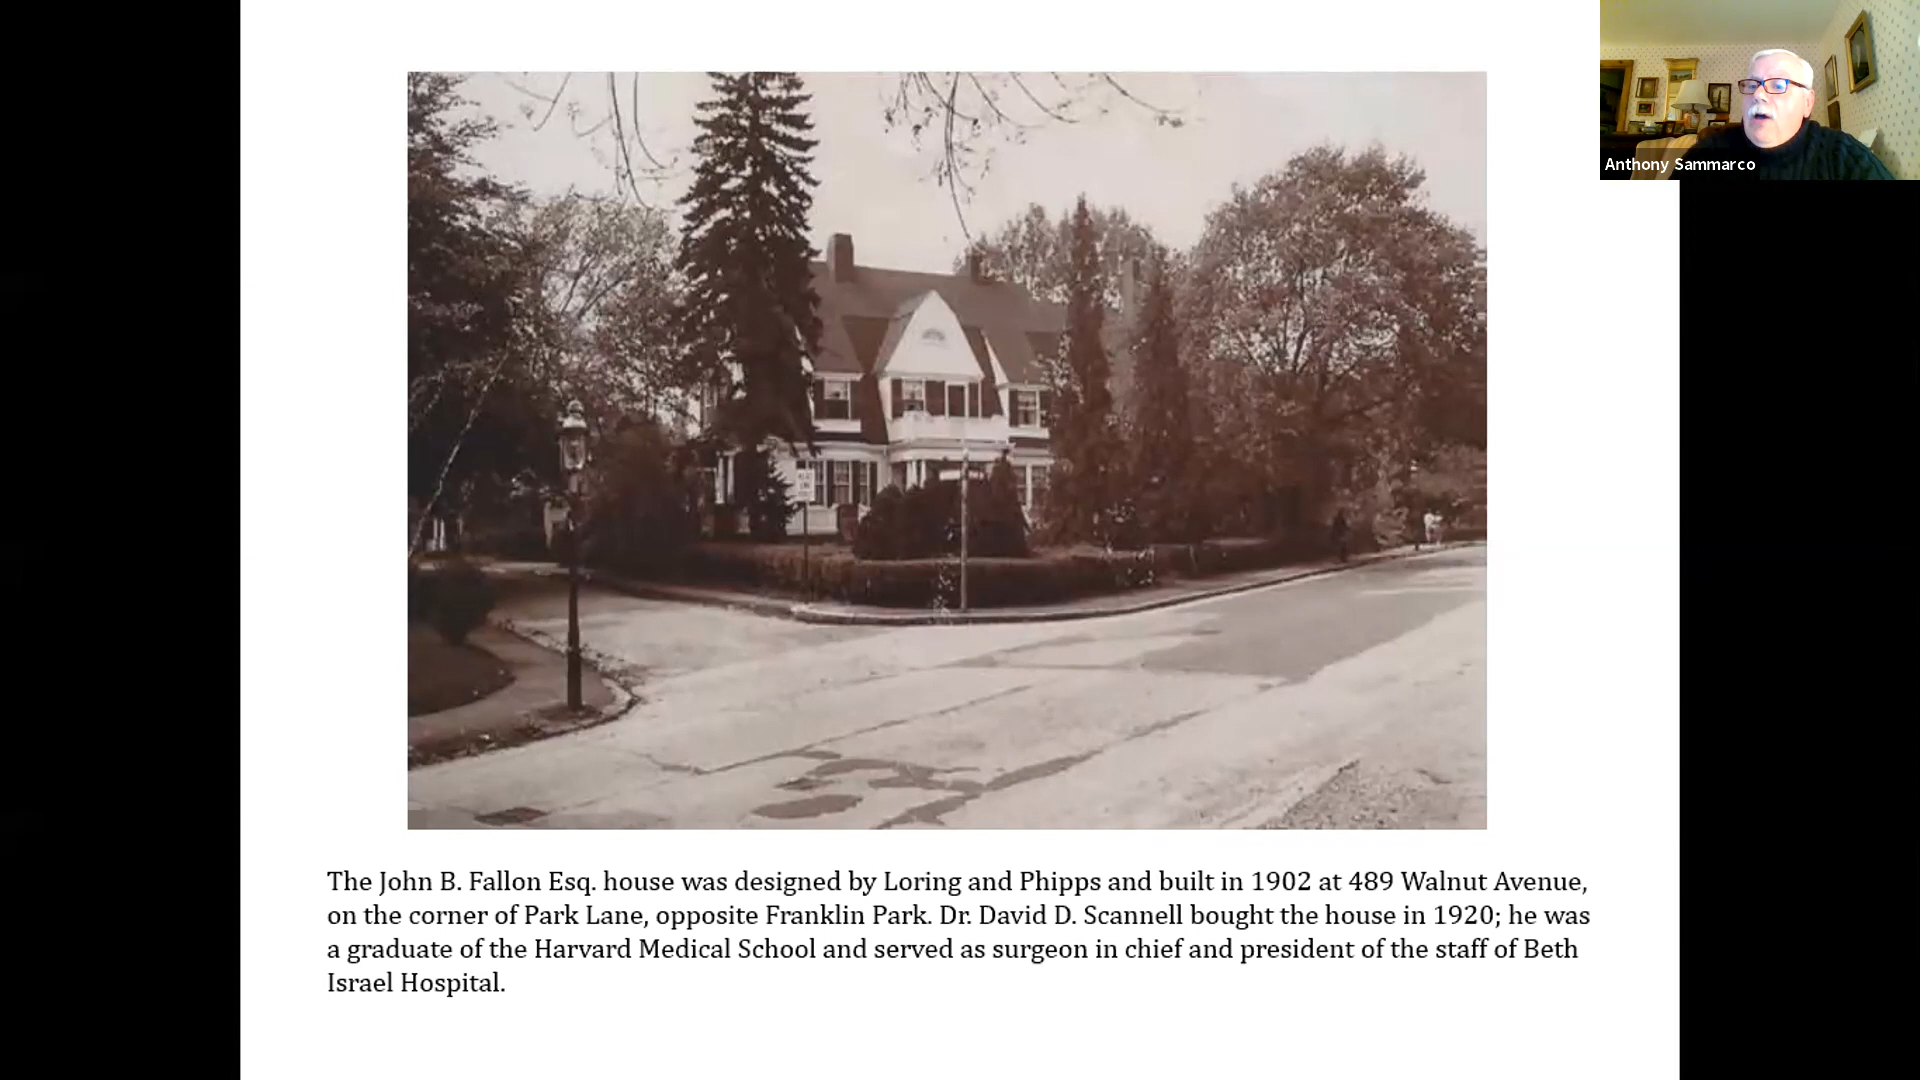 Anthony Sammarco
The John B. Fallon Esq. house was designed by Loring and Phipps and built in 1902 at 489 Walnut Avenue,
on the corner of Park Lane, opposite Franklin Park. Dr. David D. Scannell bought the house in 1920; he was
a graduate of the Harvard Medical School and served as surgeon in chief and president of the staff of Beth
Israel Hospital.